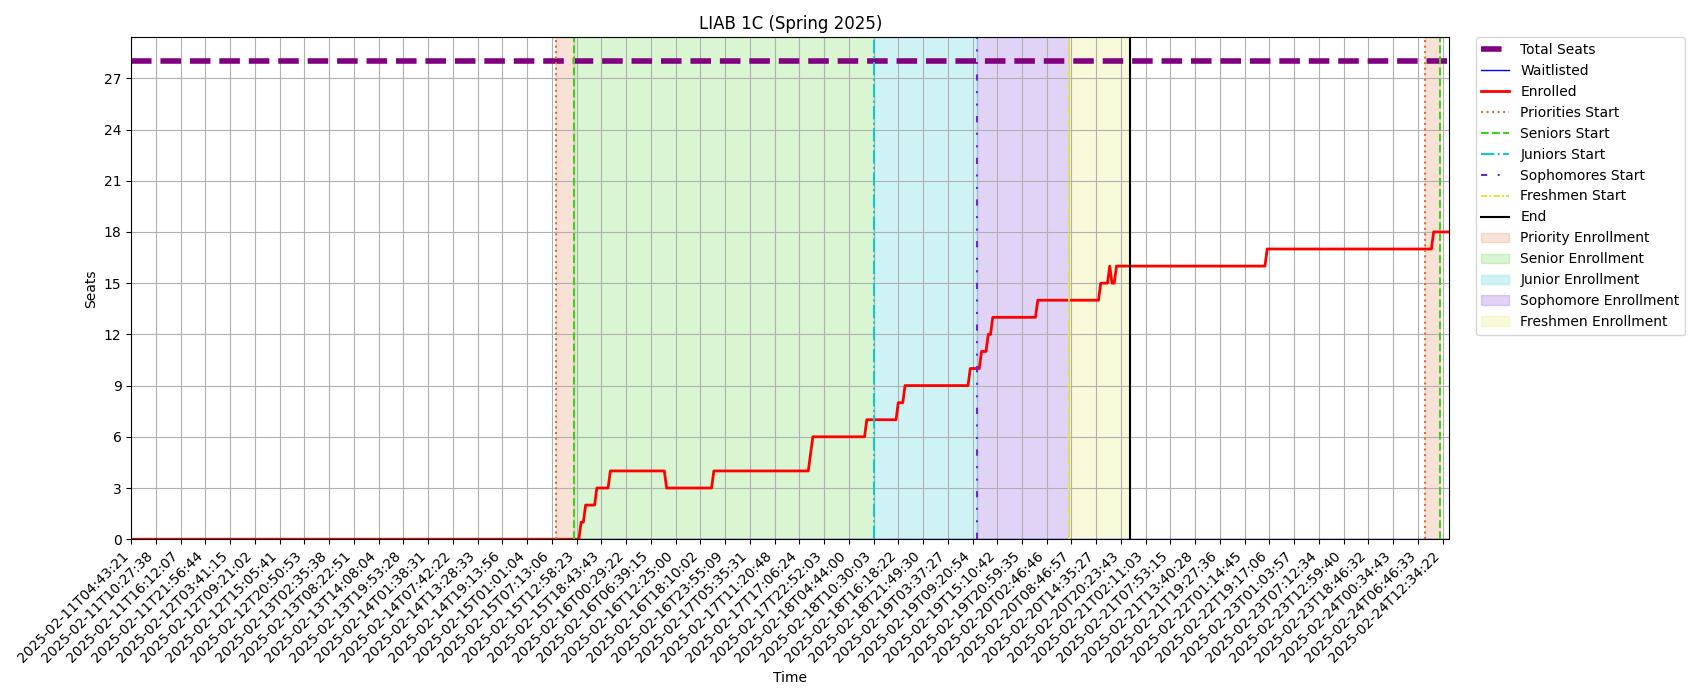 LIAB 1C (Spring 2025)
Seats
27
24
21
18
15
12
9
6
3
0
2025-02-11T04:43:21
2025-02-11T10:27:38
2025-02-11T16:12:07
2025-02-11T21:56:44
2025-02-12T03:41:15
2025-02-12T09:21:02
2025-02-12T15:05:41
2025-02-12T20:50:53
2025-02-13T02:35:38
2025-02-13T08:22:51
2025-02-13T14:08:04
2025-02-13T19:53:28
2025-02-14T01:38:31
2025-02-14T07:42:22
2025-02-14T13:28:33
2025-02-14T19:13:56
2025-02-15T01:01:04
2025-02-15T07:13:06
2025-02-15T12:58:23
2025-02-15T18:43:43
2025-02-16T00:29:22
2025-02-16T06:39:15
2025-02-16T12:25:00
2025-02-16T18:10:02
2025-02-16T23:55:09
2025-02-17T05:35:31
2025-02-17T11:20:48
2025-02-17T17:06:24
2025-02-17T22:52:03
2025-02-18T04:44:00
2025-02-18T10:30:03
2025-02-18T16:18:22
2025-02-18T21:49:30
2025-02-19T03:37:27
2025-02-19T09:20:54
2025-02-19T15:10:42
2025-02-19T20:59:35
2025-02-20T02:46:46
2025-02-20T08:46:57
2025-02-20T14:35:27
2025-02-20T20:23:43
2025-02-21T02:11:03
2025-02-21T07:53:15
2025-02-21T13:40:28
2025-02-21T19:27:36
2025-02-22T01:14:45
2025-02-22T19:17:06
2025-02-23T01:03:57
2025-02-23T07:12:34
2025-02-23T12:59:40
2025-02-23T18:46:32
2025-02-24T00:34:43
2025-02-24T06:46:33
2025-02-24T12:34:22
Time
Total Seats
Waitlisted
Enrolled
Priorities Start
Seniors Start
Juniors Start
Sophomores Start
Freshmen Start
End
Priority Enrollment
Senior Enrollment
Junior Enrollment
Sophomore Enrollment
Freshmen Enrollment